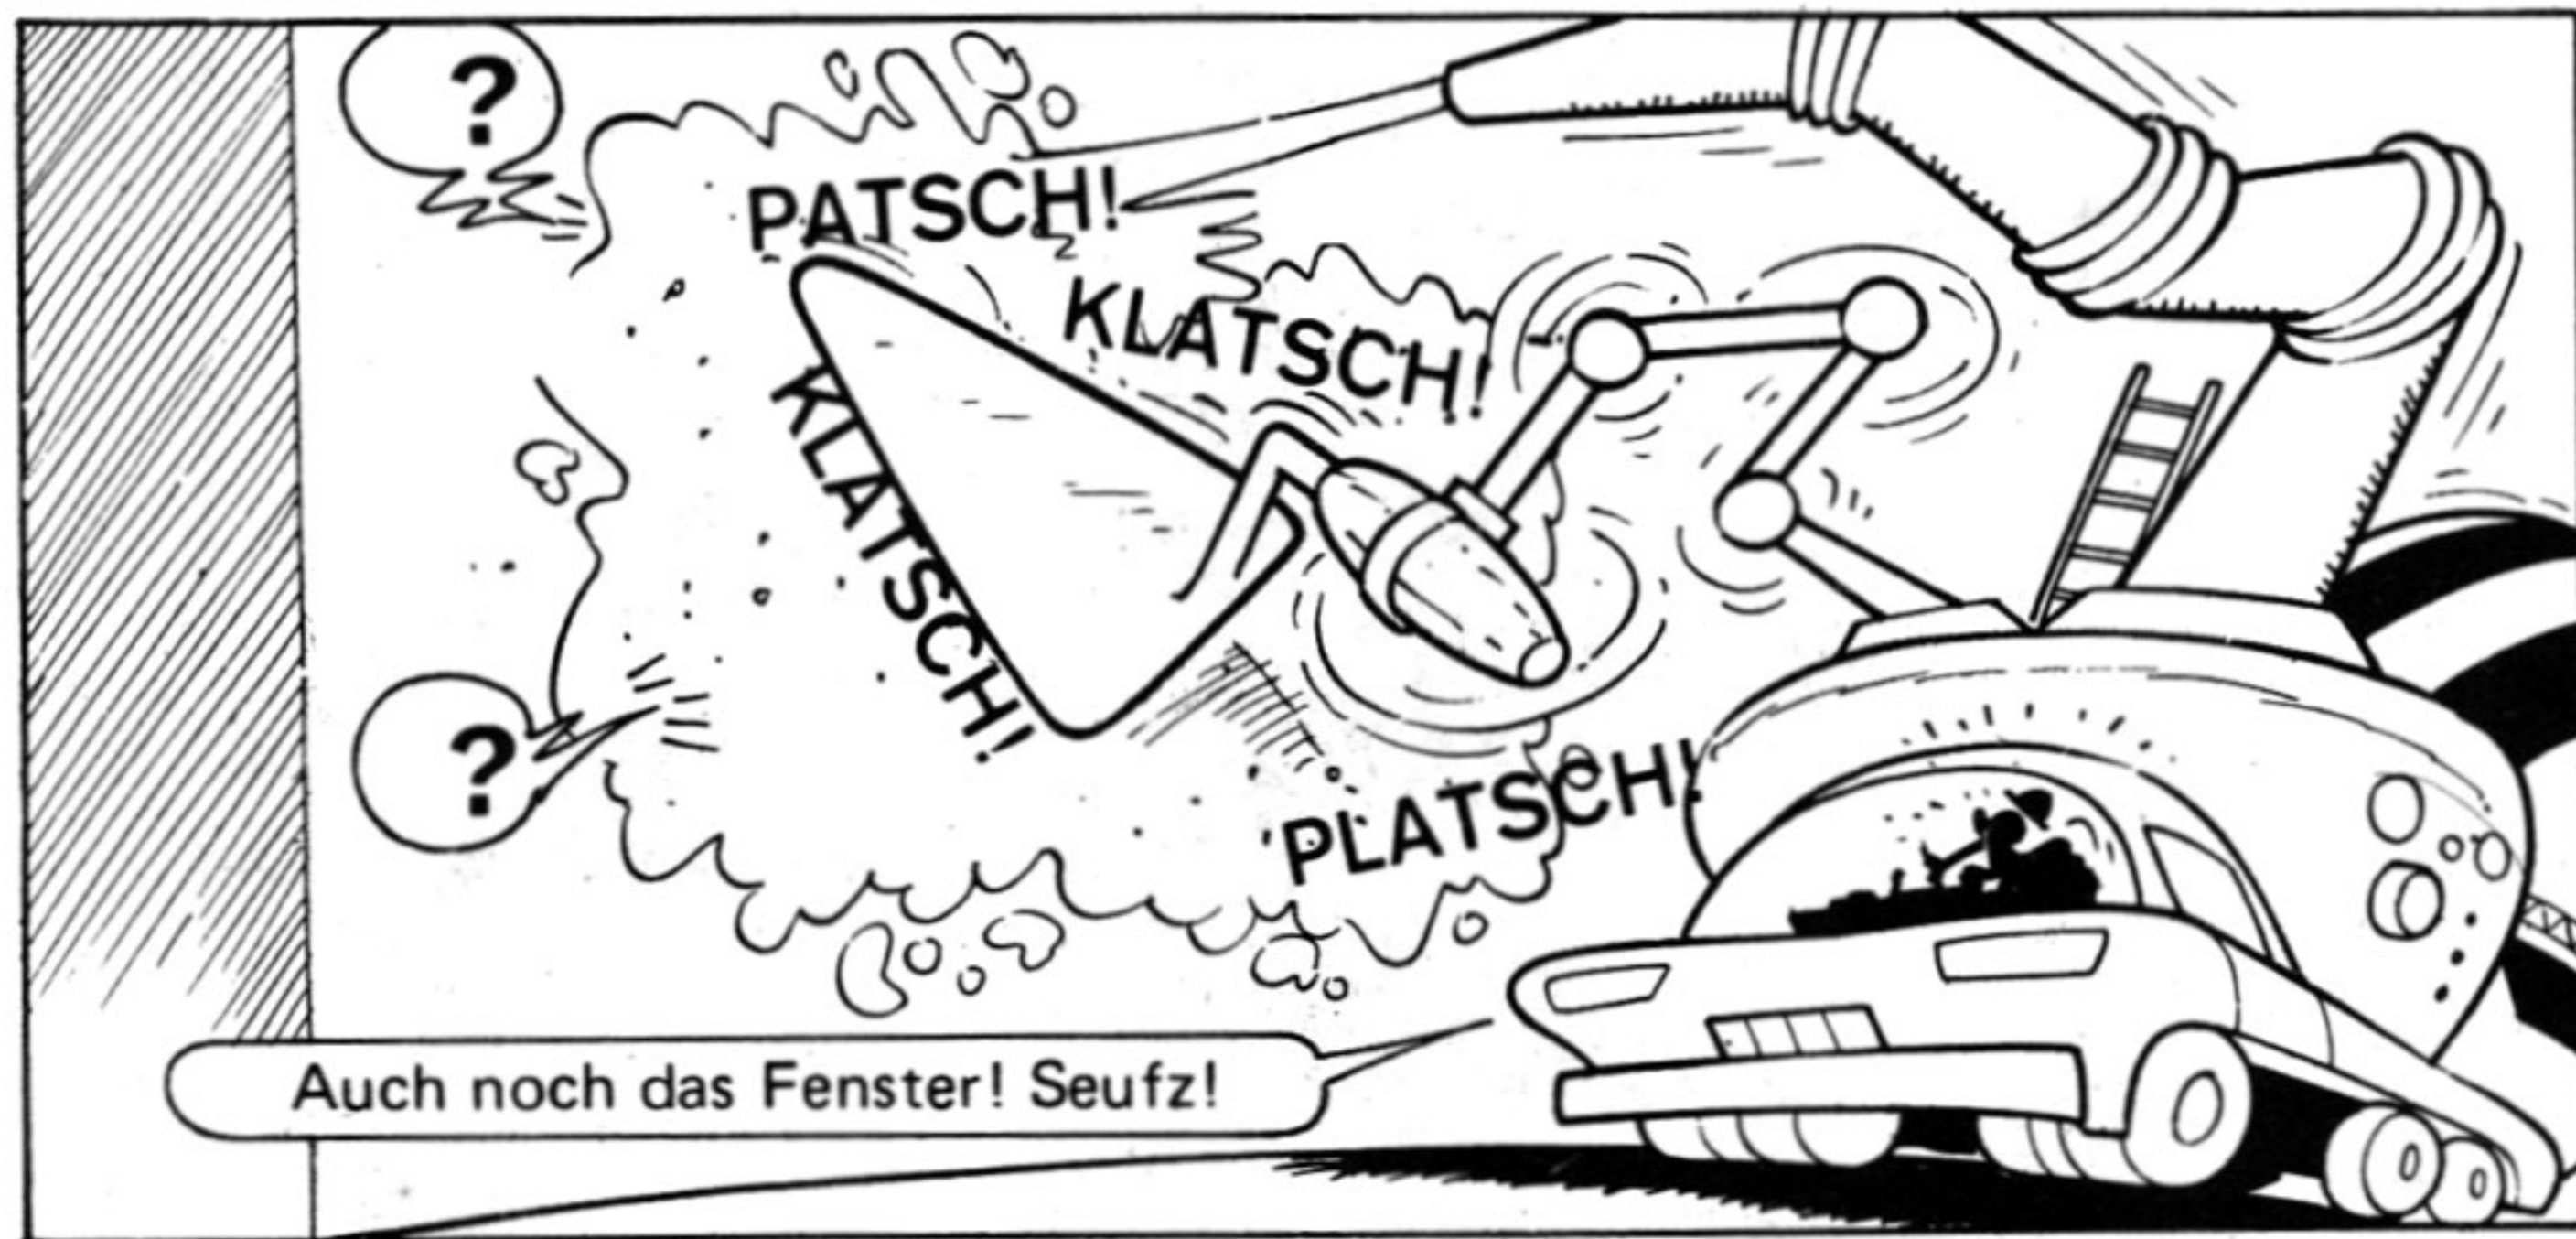 ?
PATSCH!
KLATSCH!
KLATSCH!
?
PLATSCH!
Auch noch das Fenster! Seufz!